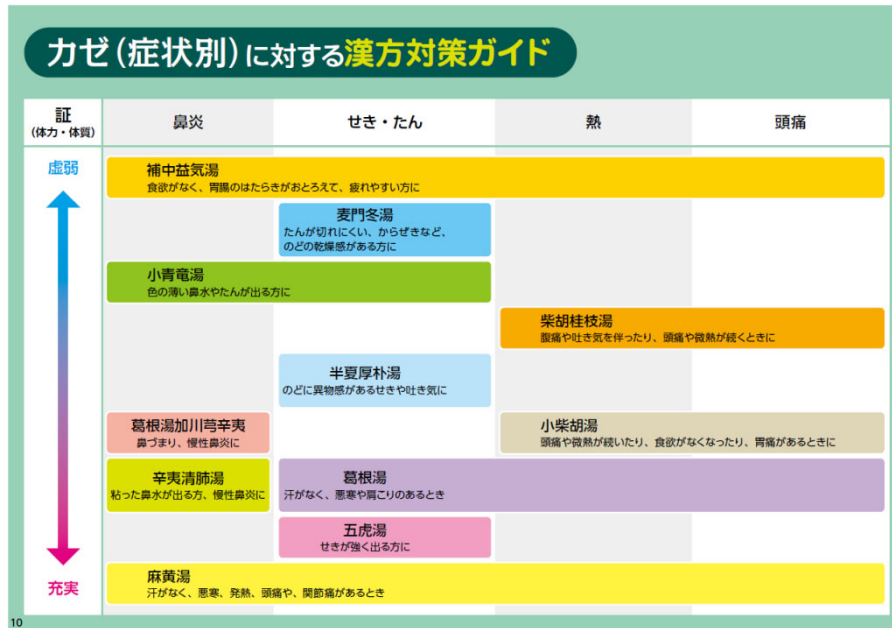 カゼ(症状別)に対する漢方対策ガイド
証
(体力・体質)
鼻炎
せき・たん
熱
頭痛
虚弱
補中益気湯
食欲がなく、胃腸のはたらきがおとろえて、疲れやすい方に
麦門冬湯
たんが切れにくい、からぜきなど、
のどの乾燥感がある方に
小青竜湯
色の薄い鼻水やたんが出る方に
柴胡桂枝湯
腹痛や吐き気を伴ったり、頭痛や微熱が続くときに
半夏厚朴湯
のどに異物感があるせきや吐き気に
葛根湯加川芎辛夷
鼻づまり、慢性鼻炎に
小柴胡湯
頭痛や微熱が続いたり、食欲がなくなったり、胃痛があるときに
辛夷清肺湯
粘った鼻水が出る方、慢性鼻炎に
葛根湯
汗がなく、悪寒や肩こりのあるとき
五虎湯
せきが強く出る方に
充実
麻黄湯
汗がなく、悪寒、発熱、頭痛や、関節痛があるとき
10